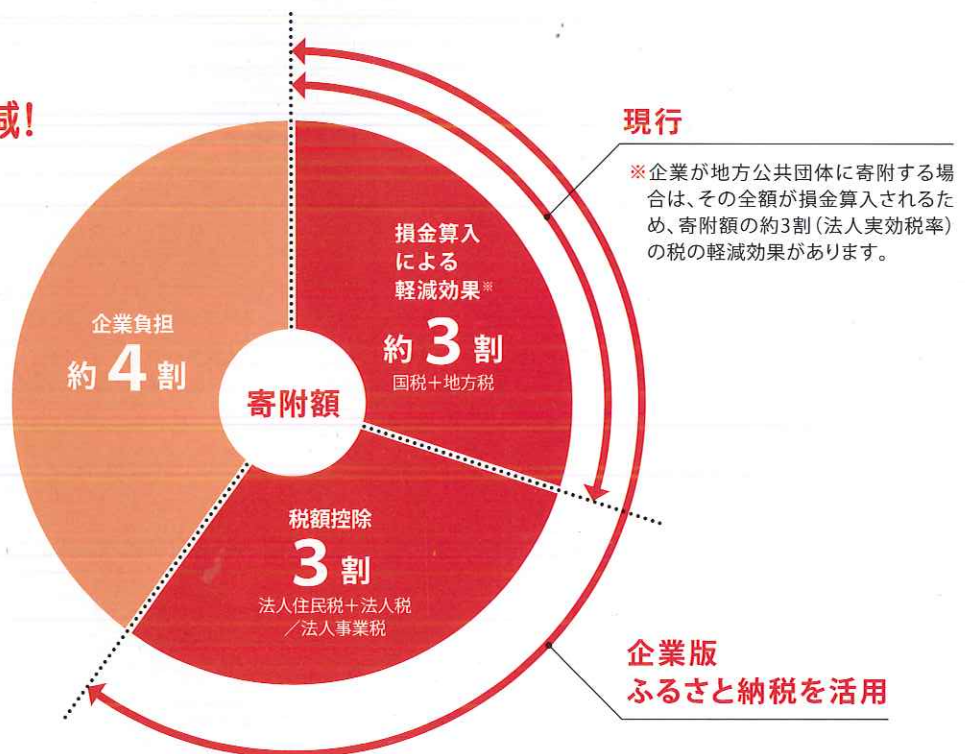 減!
現行
※企業が地方公共団体に寄附する場
合は、その全額が損金算入されるた
め、寄附額の約3割(法人実効税率)
の税の軽減効果があります。
損金算入
による
軽減効果※
約3割
国税+地方税
企業負担
約4割
寄附額
税額控除
3割
法人住民税+法人税
/法人事業税
企業版
ふるさと納税を活用